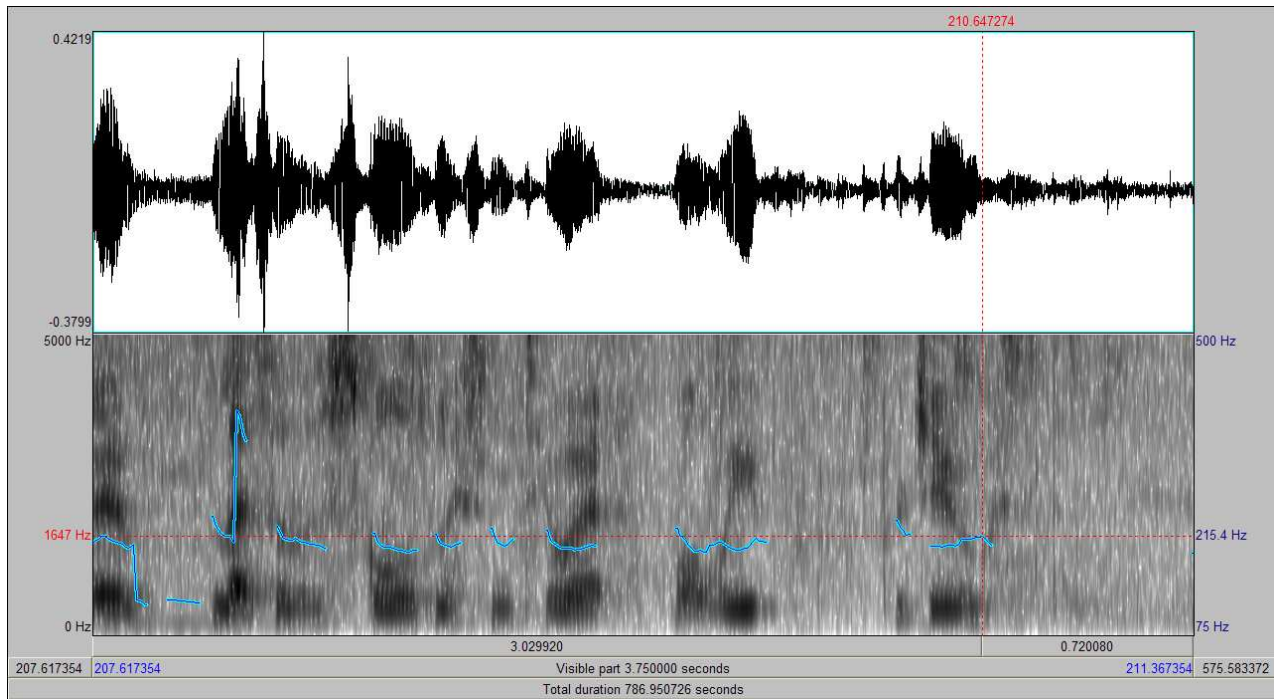 210.647274
0.4219
-0.3799
5000 Hz 500 Hz
1647 Hz 215.4 Hz
0 Hz 75 Hz
3.029920 0.720080
207.617354 207.617354 Visible part 3.750000 seconds 211.367354 575.583372
Total duration 786.950726 seconds